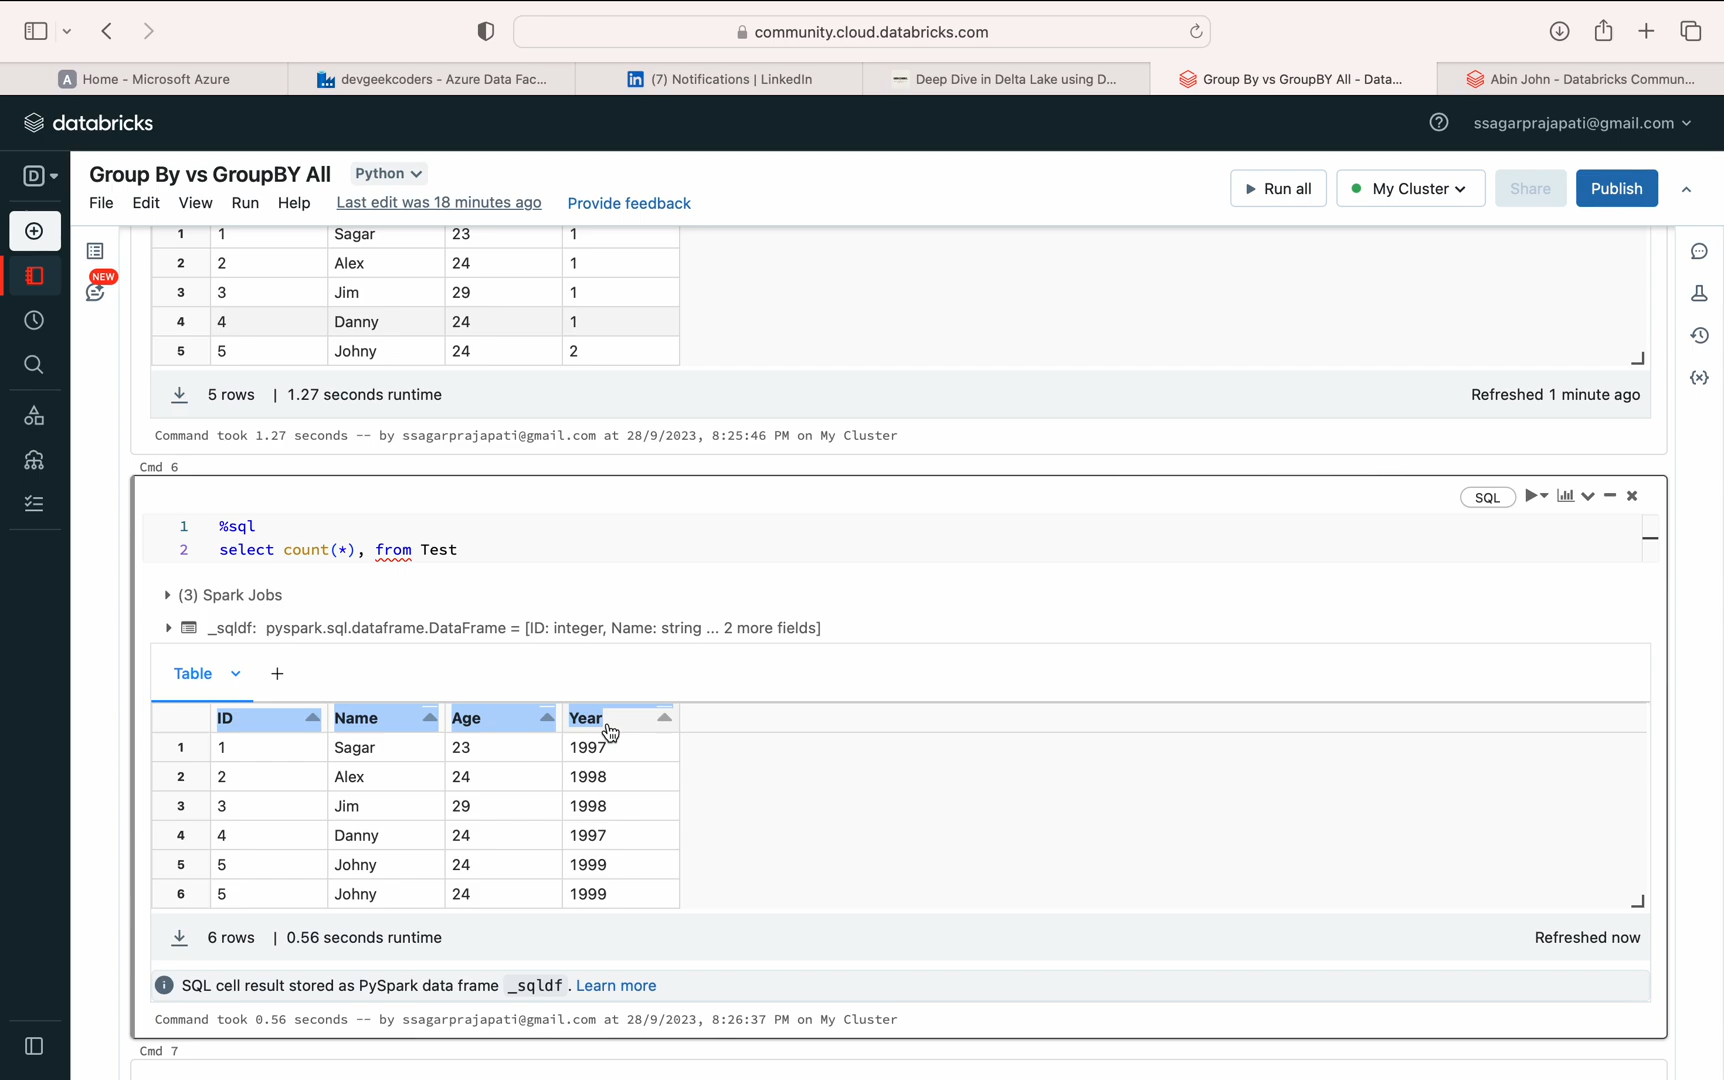 community.cloud.databricks.com
A Home - Microsoft Azure
devgeekcoders - Azure Data Fac...
in (7) Notifications | LinkedIn
Deep Dive in Delta Lake using D...
Group By vs GroupBY All - Data...
Abin John - Databricks Commun...
databricks
ssagarprajapati@gmail.com
D
Group By vs GroupBY All
Python
Run all
My Cluster
Share
Publish
File Edit View Run Help Last edit was 18 minutes ago Provide feedback
NEW
1 1 Sagar 23 1
2 2 Alex 24 1
3 3 Jim 29 1
4 4 Danny 24 1
5 5 Johny 24 2
5 rows | 1.27 seconds runtime
Refreshed 1 minute ago
Command took 1.27 seconds -- by ssagarprajapati@gmail.com at 28/9/2023, 8:25:46 PM on My Cluster
Cmd 6
SQL
1 %sql
2 select count(*), from Test
(3) Spark Jobs
_sqldf: pyspark.sql.dataframe.DataFrame = [ID: integer, Name: string ... 2 more fields]
Table +
ID Name Age Year
1 1 Sagar 23 1997
2 2 Alex 24 1998
3 3 Jim 29 1998
4 4 Danny 24 1997
5 5 Johny 24 1999
6 5 Johny 24 1999
6 rows | 0.56 seconds runtime
Refreshed now
SQL cell result stored as PySpark data frame _sqldf. Learn more
Command took 0.56 seconds -- by ssagarprajapati@gmail.com at 28/9/2023, 8:26:37 PM on My Cluster
Cmd 7